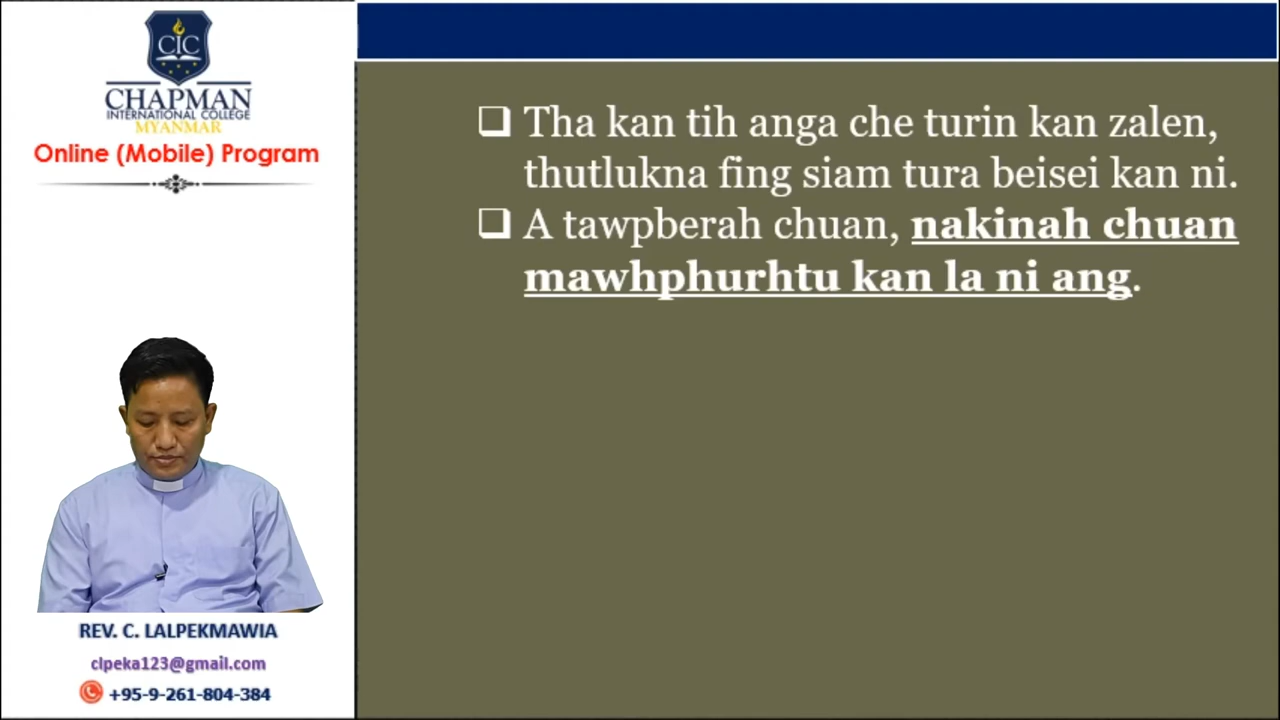 CIC
CHAPMAN
INTERNATIONAL COLLEGE
MYANMAR
Online (Mobile) Program
REV. C. LALPEKMAWIA
clpeka123@gmail.com
+95-9-261-804-384
❑ Tha kan tih anga che turin kan zalen,
thutlukna fing siam tura beisei kan ni.
❑ A tawpberah chuan, nakinah chuan
mawhphurhtu kan la ni ang.